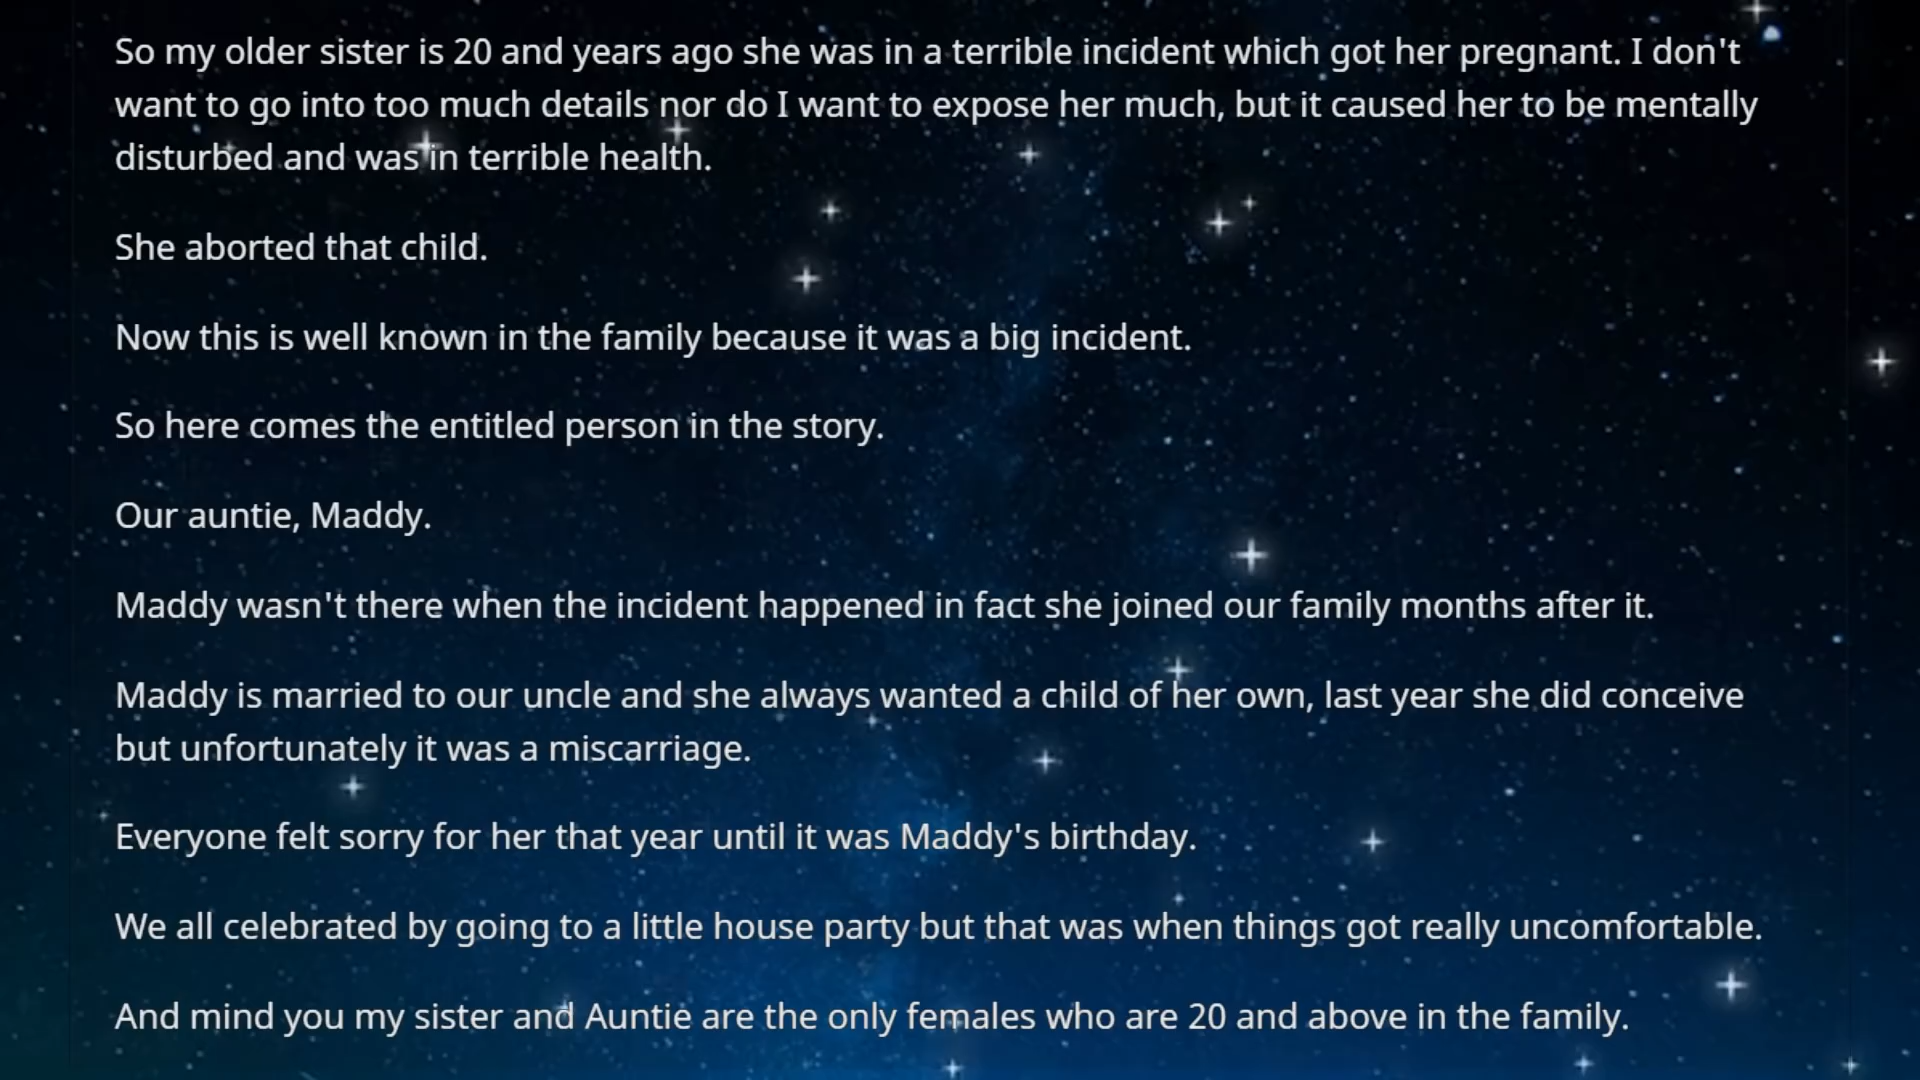 So my older sister is 20 and years ago she was in a terrible incident which got her pregnant. I don't
want to go into too much details nor do I want to expose her much, but it caused her to be mentally
disturbed and was in terrible health.
She aborted that child.
Now this is well known in the family because it was a big incident.
So here comes the entitled person in the story.
Our auntie, Maddy.
Maddy wasn't there when the incident happened in fact she joined our family months after it.
Maddy is married to our uncle and she always wanted a child of her own, last year she did conceive
but unfortunately it was a miscarriage.
Everyone felt sorry for her that year until it was Maddy's birthday.
We all celebrated by going to a little house party but that was when things got really uncomfortable.
And mind you my sister and Auntie are the only females who are 20 and above in the family.